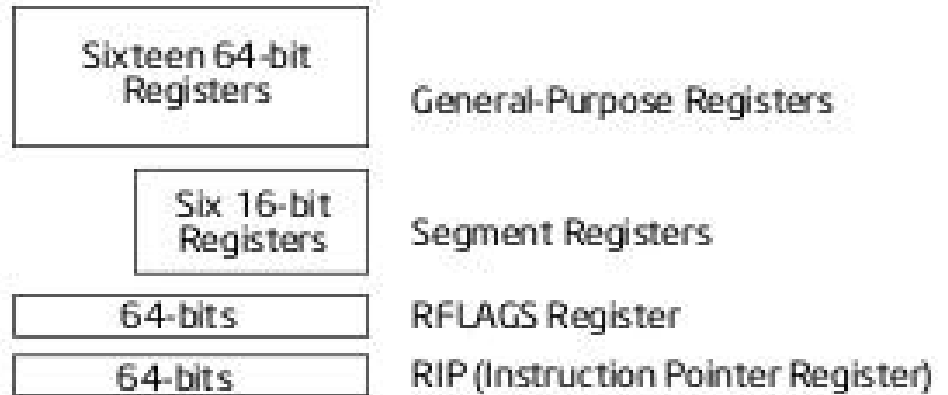 Sixteen 64-bit
Registers
General-Purpose Registers
Six 16-bit
Registers
Segment Registers
64-bits
RFLAGS Register
64-bits
RIP (Instruction Pointer Register)